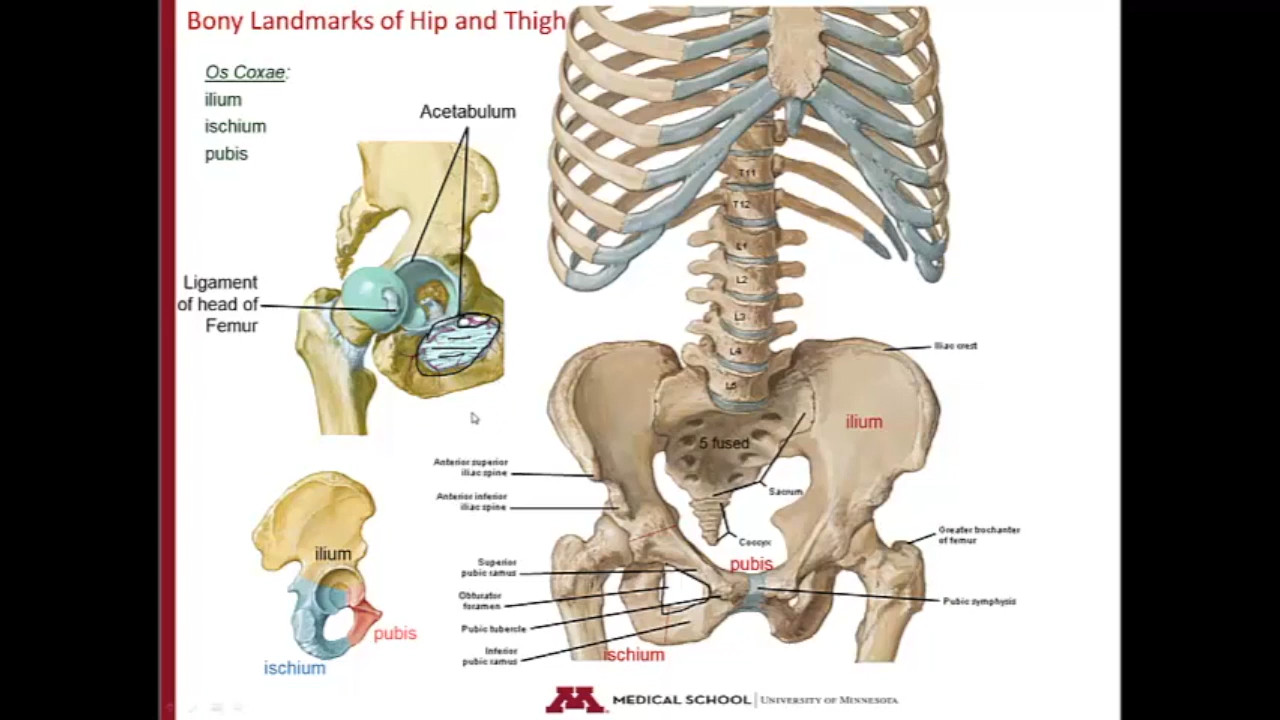 Bony Landmarks of Hip and Thigh
Os Coxae:
ilium
ischium
pubis
Acetabulum
Ligament
of head of
Femur
T11
T12
L1
L2
L3
L4
L5
Iliac crest
ilium
5 fused
Anterior superior
iliac spine
Anterior inferior
iliac spine
Sacrum
Coccyx
Greater trochanter
of femur
pubis
Superior
pubic ramus
Obturator
foramen
Pubic tubercle
Inferior
pubic ramus
Pubic symphysis
ischium
ilium
pubis
ischium
M
MEDICAL SCHOOL
UNIVERSITY OF MINNESOTA